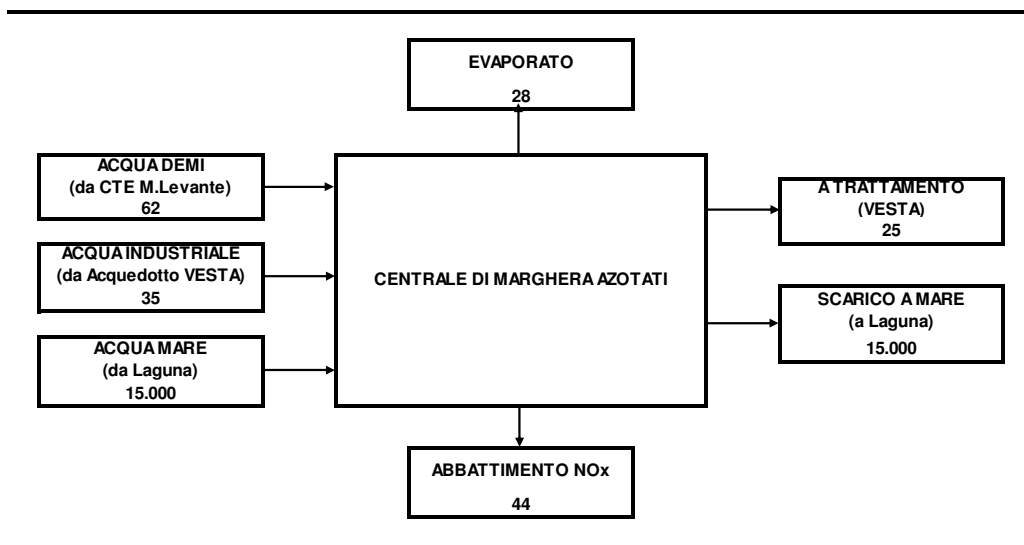 EVAPORATO
28
ACQUA DEMI
(da CTE M.Levante)
62
ACQUA INDUSTRIALE
(da Acquedotto VESTA)
35
ACQUA MARE
(da Laguna)
15.000
CENTRALE DI MARGHERA AZOTATI
A TRATTAMENTO
(VESTA)
25
SCARICO A MARE
(a Laguna)
15.000
ABBATTIMENTO NOx
44